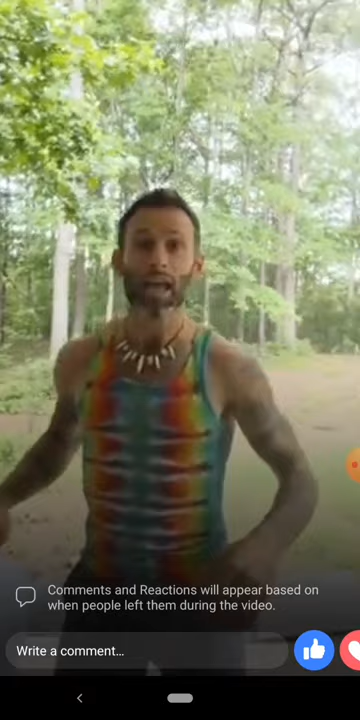 Comments and Reactions will appear based on
when people left them during the video.
Write a comment...